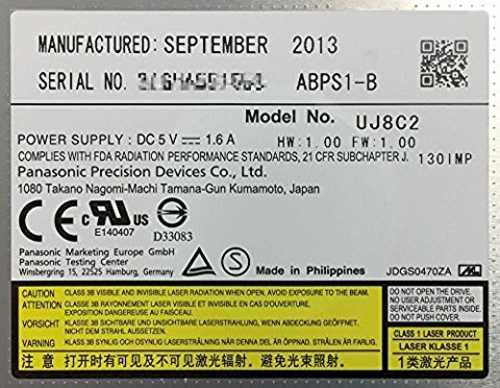 MANUFACTURED: SEPTEMBER 2013
SERIAL NO. ABPS1-B
Model No. UJ8C2
POWER SUPPLY : DC 5 V ⎓ 1.6 A HW:1.00 FW:1.00
COMPLIES WITH FDA RADIATION PERFORMANCE STANDARDS, 21 CFR SUBCHAPTER J. 130IMP
Panasonic Precision Devices Co., Ltd.
1080 Takano Nagomi-Machi Tamana-Gun Kumamoto, Japan
CE c UL US
E140407 D33083
Panasonic Marketing Europe GmbH
Panasonic Testing Center
Winsbergring 15, 22525 Hamburg, Germany
S Made in Philippines JDGS0470ZA
CAUTION CLASS 3B VISIBLE AND INVISIBLE LASER RADIATION WHEN OPEN. AVOID EXPOSURE TO THE BEAM.
ATTENTION CLASSE 3B RAYONNEMENT LASER VISIBLE ET INVISIBLE EN CAS D'OUVERTURE.
EXPOSITION DANGEREUSE AU FAISCEAU.
VORSICHT KLASSE 3B SICHTBARE UND UNSICHTBARE LASERSTRAHLUNG, WENN ABDECKUNG GEÖFFNET.
NICHT DEM STRAHL AUSSETZEN.
VARNING KLASS 3B SYNLIG OCH OSYNLIG LASERSTRÅLNING NÄR DENNA DEL ÄR ÖPPNAD. BETRAKTA EJ STRÅLEN.
注意 打开时有可见及不可见激光辐射. 避免光束照射.
DO NOT OPEN THE DRIVE.
NO USER-ADJUSTMENT OR
SERVICEABLE PARTS INSIDE.
CLASS 1 LASER PRODUCT
LASER KLASSE 1
1类激光产品